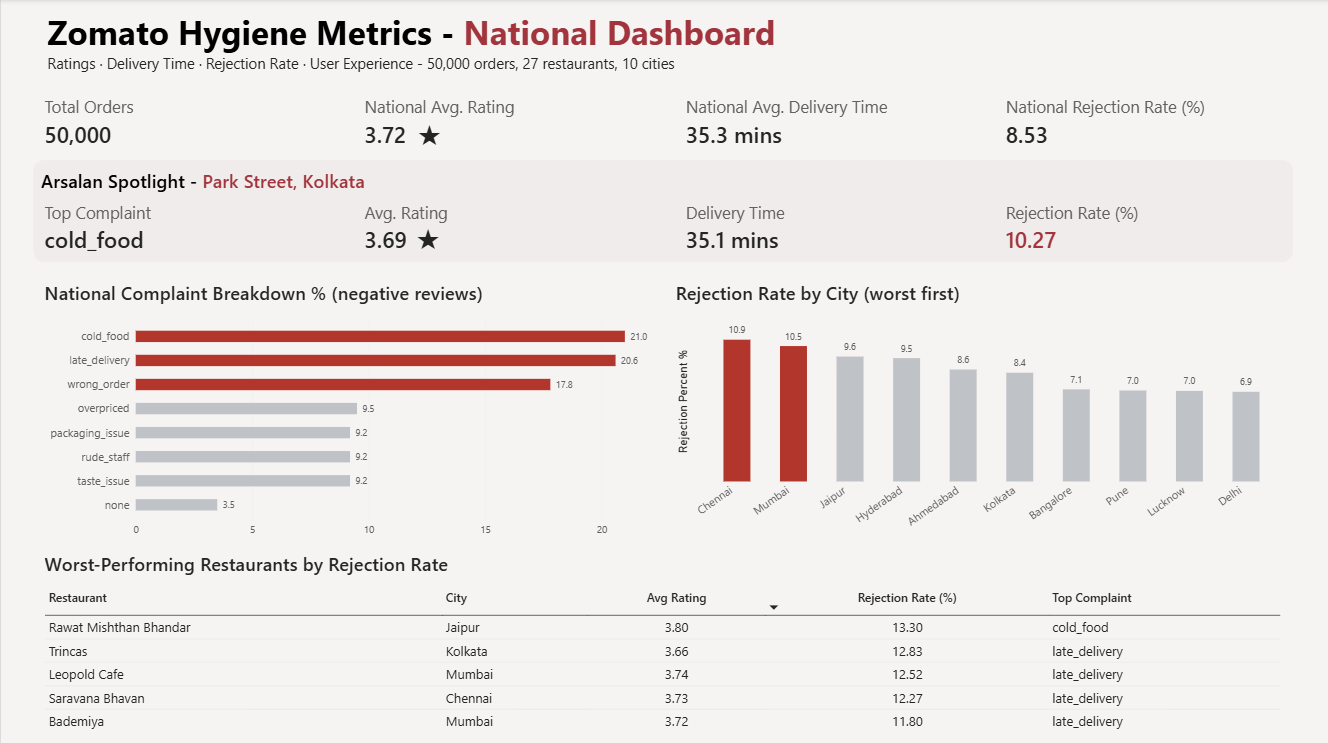 Zomato Hygiene Metrics - National Dashboard
Ratings · Delivery Time · Rejection Rate · User Experience - 50,000 orders, 27 restaurants, 10 cities
Total Orders
50,000
National Avg. Rating
3.72 ★
National Avg. Delivery Time
35.3 mins
National Rejection Rate (%)
8.53
Arsalan Spotlight - Park Street, Kolkata
Top Complaint
cold_food
Avg. Rating
3.69 ★
Delivery Time
35.1 mins
Rejection Rate (%)
10.27
National Complaint Breakdown % (negative reviews)
cold_food 21.0
late_delivery 20.6
wrong_order 17.8
overpriced 9.5
packaging_issue 9.2
rude_staff 9.2
taste_issue 9.2
none 3.5
0 5 10 15 20
Rejection Rate by City (worst first)
Rejection Percent %
10.9 10.5 9.6 9.5 8.6 8.4 7.1 7.0 7.0 6.9
Chennai Mumbai Jaipur Hyderabad Ahmedabad Kolkata Bangalore Pune Lucknow Delhi
Worst-Performing Restaurants by Rejection Rate
Restaurant City Avg Rating Rejection Rate (%) Top Complaint
Rawat Mishthan Bhandar Jaipur 3.80 13.30 cold_food
Trincas Kolkata 3.66 12.83 late_delivery
Leopold Cafe Mumbai 3.74 12.52 late_delivery
Saravana Bhavan Chennai 3.73 12.27 late_delivery
Bademiya Mumbai 3.72 11.80 late_delivery